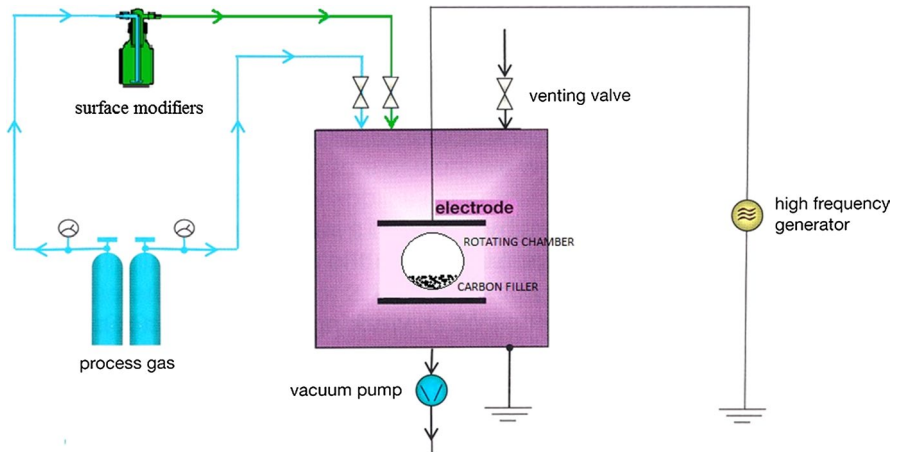 surface modifiers
venting valve
electrode
high frequency
generator
ROTATING CHAMBER
CARBON FILLER
process gas
vacuum pump